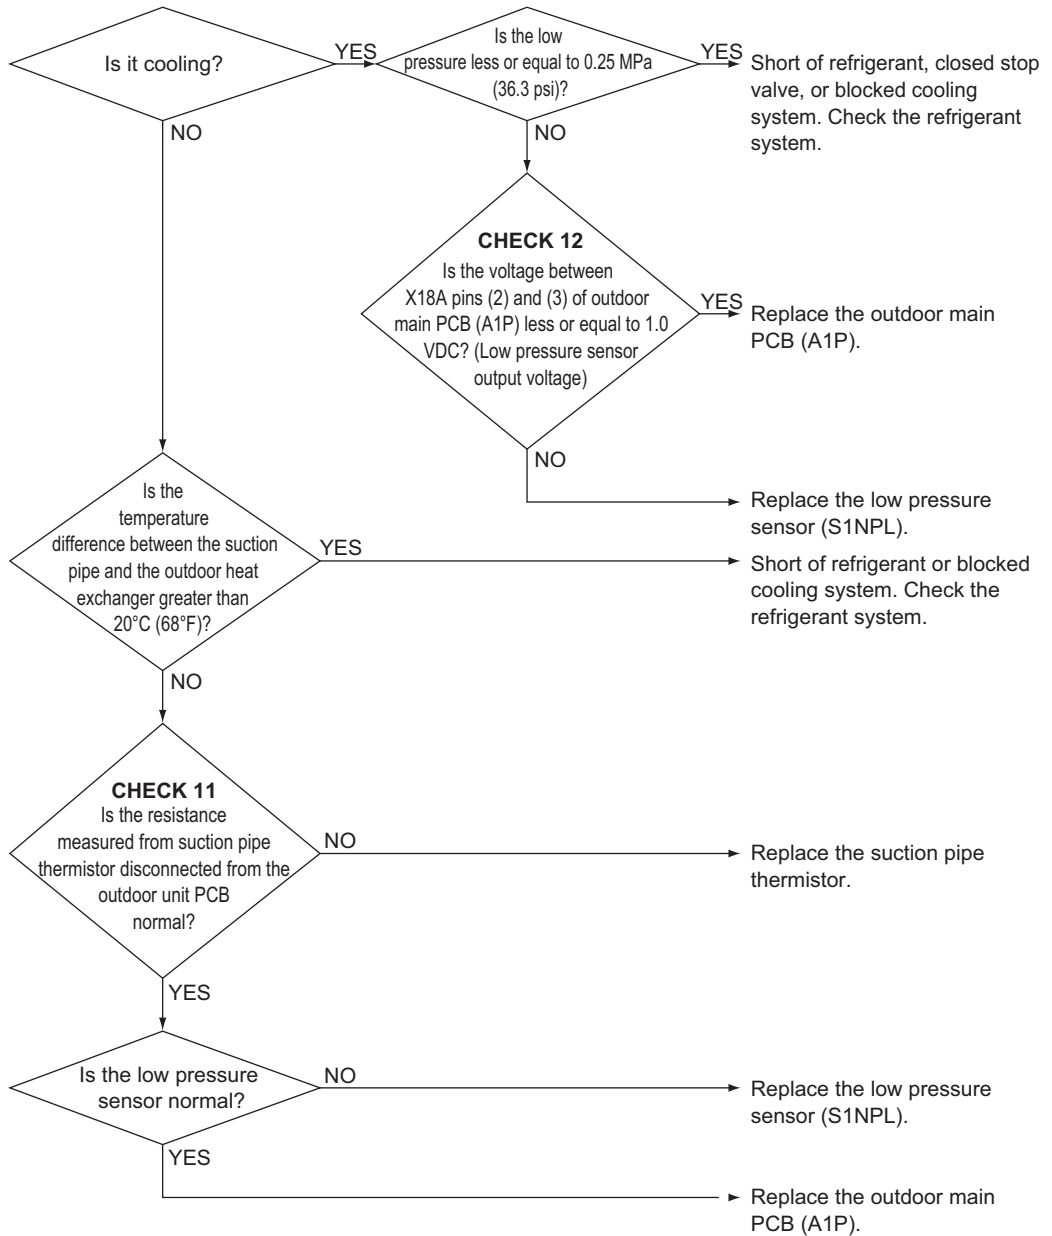 Is it cooling?
YES
Is the low
pressure less or equal to 0.25 MPa
(36.3 psi)?
YES
Short of refrigerant, closed stop
valve, or blocked cooling
system. Check the refrigerant
system.
NO
NO
CHECK 12
Is the voltage between
X18A pins (2) and (3) of outdoor
main PCB (A1P) less or equal to 1.0
VDC? (Low pressure sensor
output voltage)
YES
Replace the outdoor main
PCB (A1P).
NO
Replace the low pressure
sensor (S1NPL).
Is the
temperature
difference between the suction
pipe and the outdoor heat
exchanger greater than
20°C (68°F)?
YES
Short of refrigerant or blocked
cooling system. Check the
refrigerant system.
NO
CHECK 11
Is the resistance
measured from suction pipe
thermistor disconnected from the
outdoor unit PCB
normal?
NO
Replace the suction pipe
thermistor.
YES
Is the low pressure
sensor normal?
NO
Replace the low pressure
sensor (S1NPL).
YES
Replace the outdoor main
PCB (A1P).